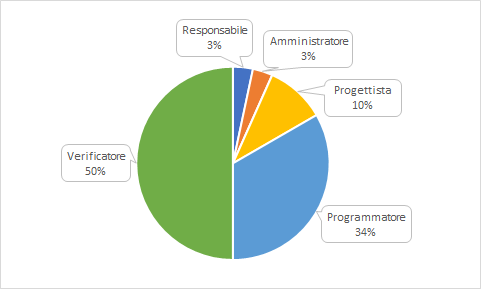 Responsabile
3%
Amministratore
3%
Progettista
10%
Programmatore
34%
Verificatore
50%